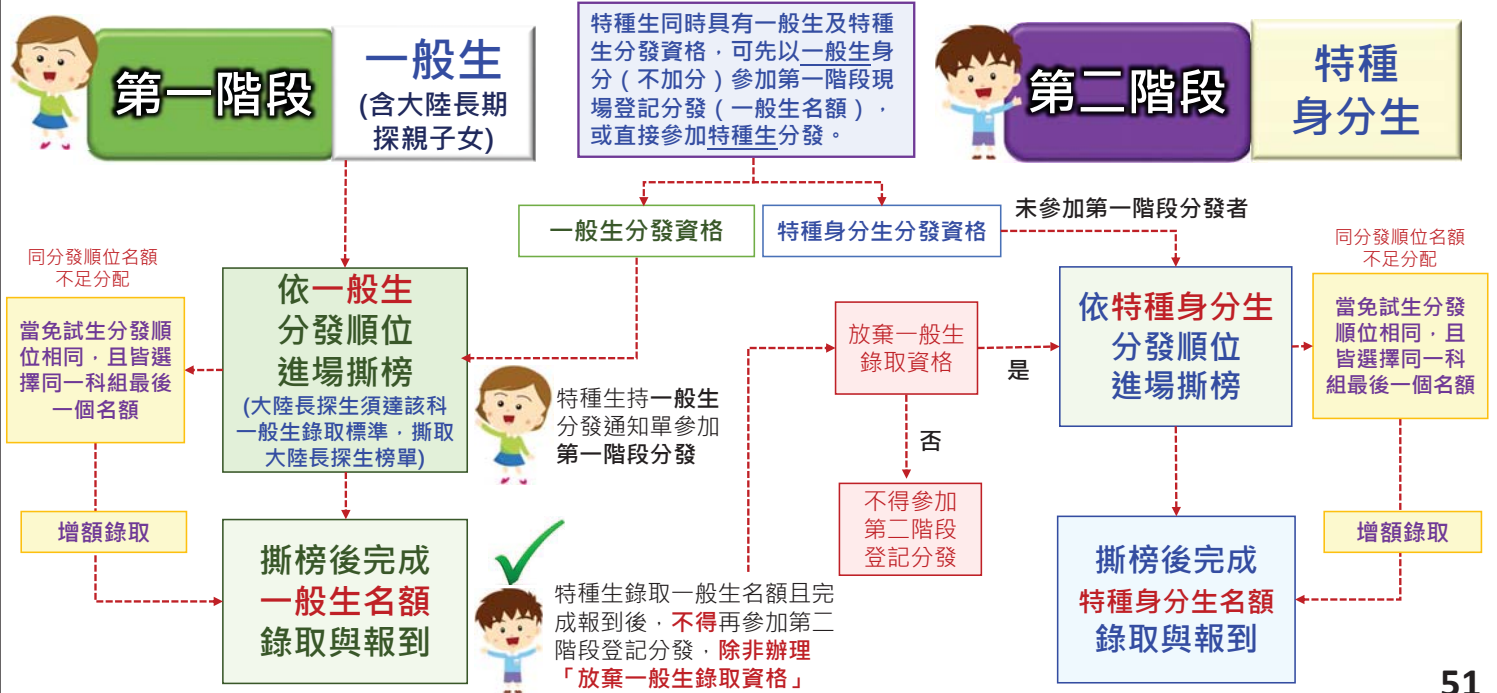 第一階段
一般生
(含大陸長期
探親子女)
特種生同時具有一般生及特種
生分發資格，可先以一般生身
分（不加分）參加第一階段現
場登記分發（一般生名額），
或直接參加特種生分發。
第二階段
特種
身分生
一般生分發資格
特種身分生分發資格
未參加第一階段分發者
同分發順位名額
不足分配
當免試生分發順
位相同，且皆選
擇同一科組最後
一個名額
增額錄取
依一般生
分發順位
進場撕榜
(大陸長探生須達該科
一般生錄取標準，撕取
大陸長探生榜單)
特種生持一般生
分發通知單參加
第一階段分發
撕榜後完成
一般生名額
錄取與報到
特種生錄取一般生名額且完
成報到後，不得再參加第二
階段登記分發，除非辦理
「放棄一般生錄取資格」
放棄一般生
錄取資格
是
否
不得參加
第二階段
登記分發
依特種身分生
分發順位
進場撕榜
撕榜後完成
特種身分生名額
錄取與報到
同分發順位名額
不足分配
當免試生分發
順位相同，且
皆選擇同一科
組最後一個名額
增額錄取
51